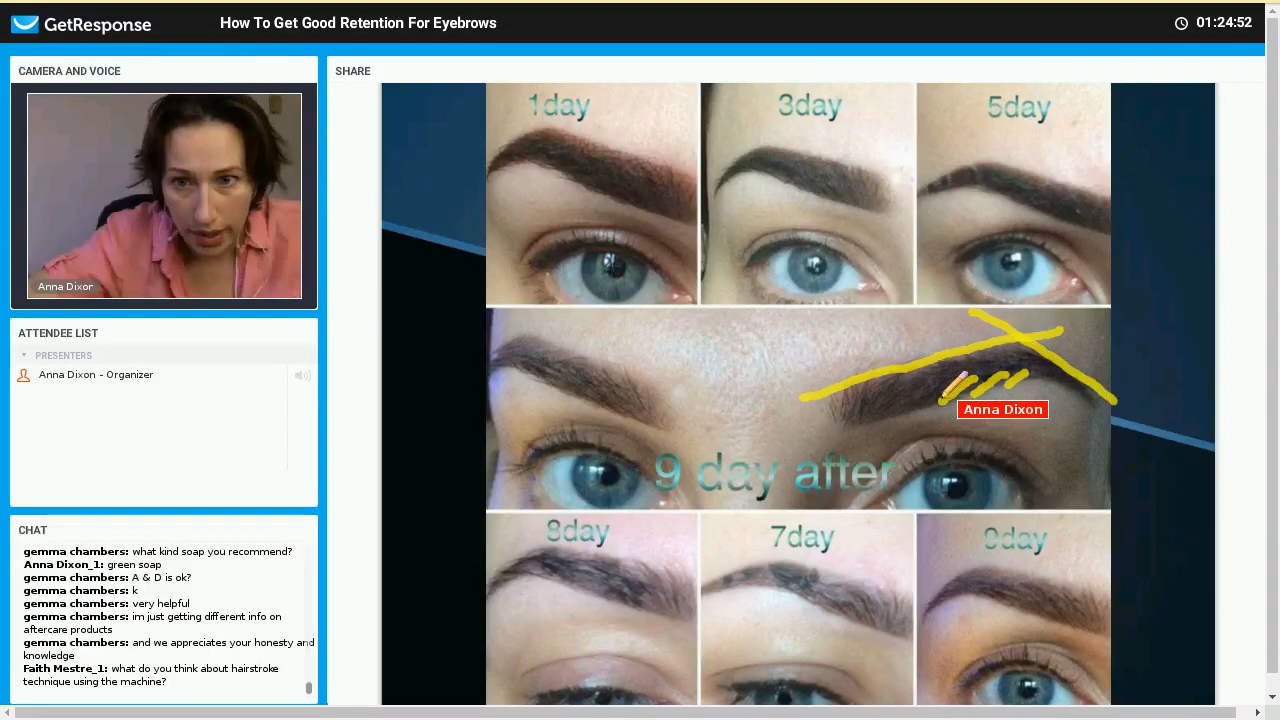 GetResponse
How To Get Good Retention For Eyebrows
01:24:52
CAMERA AND VOICE
Anna Dixon
ATTENDEE LIST
PRESENTERS
Anna Dixon - Organizer
CHAT
gemma chambers: what kind soap you recommend?
Anna Dixon_1: green soap
gemma chambers: A & D is ok?
gemma chambers: k
gemma chambers: very helpful
gemma chambers: im just getting different info on
aftercare products
gemma chambers: and we appreciates your honesty and
knowledge
Faith Mestre_1: what do you think about hairstroke
technique using the machine?
SHARE
1day
3day
5day
Anna Dixon
9 day after
8day
7day
9day